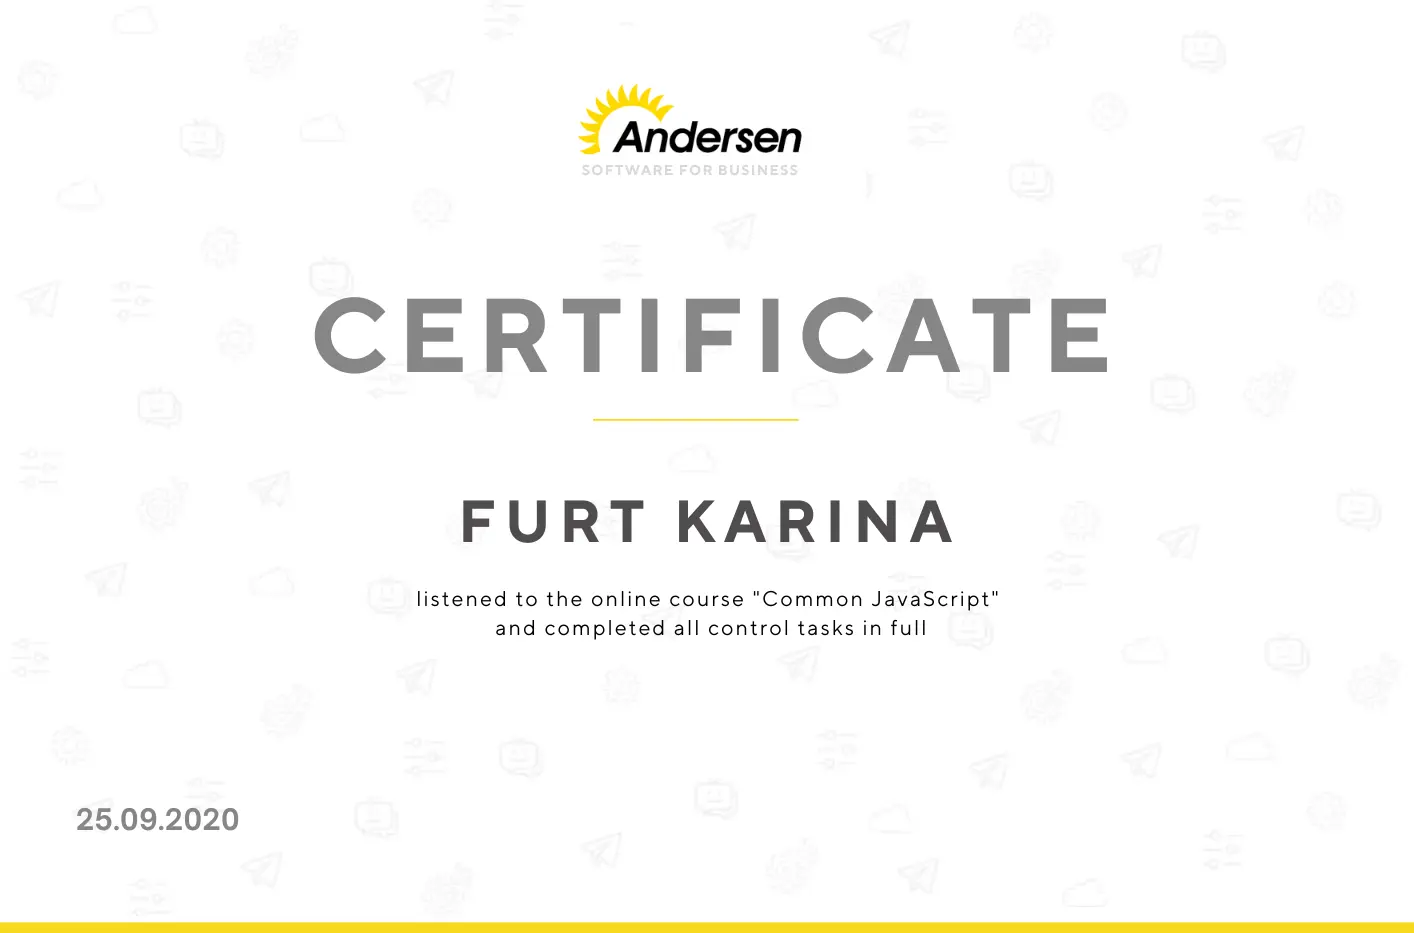 Andersen
SOFTWARE FOR BUSINESS
CERTIFICATE
FURT KARINA
listened to the online course "Common JavaScript"
and completed all control tasks in full
25.09.2020